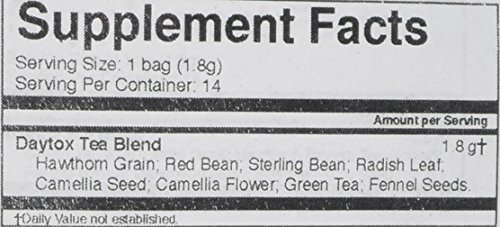 Supplement Facts
Serving Size: 1 bag (1.8g)
Serving Per Container: 14
Amount per Serving
Daytox Tea Blend 1.8g†
Hawthorn Grain; Red Bean; Sterling Bean; Radish Leaf;
Camellia Seed; Camellia Flower; Green Tea; Fennel Seeds.
†Daily Value not established.